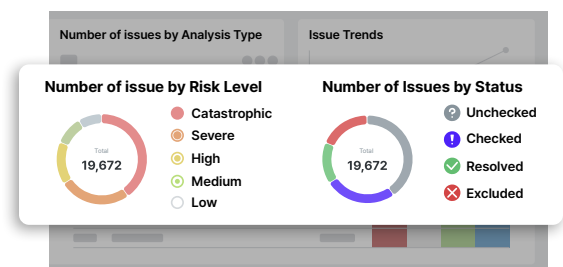 Number of issues by Analysis Type
Issue Trends
Number of issue by Risk Level
Total
19,672
Catastrophic
Severe
High
Medium
Low
Number of Issues by Status
Total
19,672
Unchecked
Checked
Resolved
Excluded